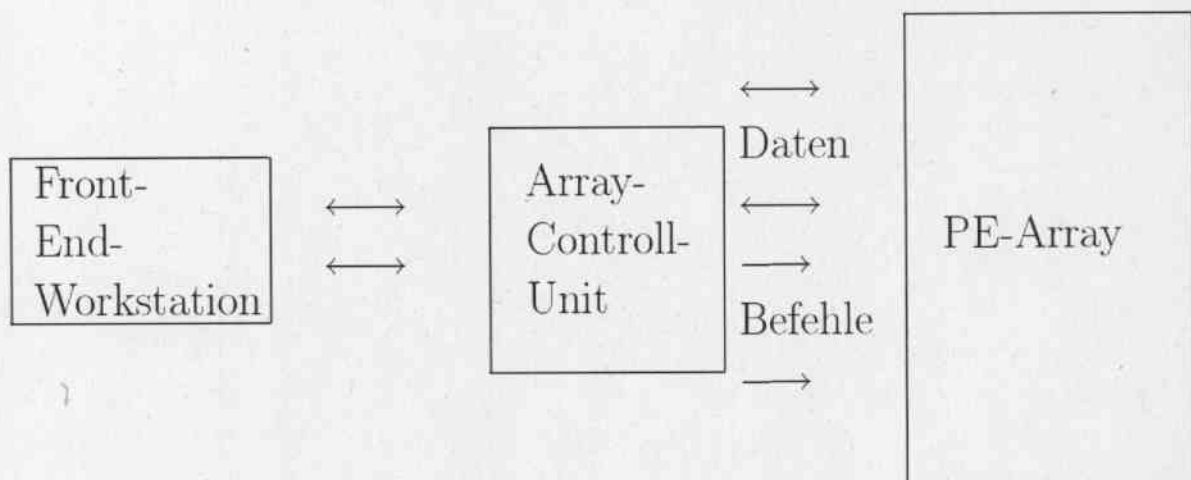 Front-
End-
Workstation
Array-
Controll-
Unit
Daten
Befehle
PE-Array